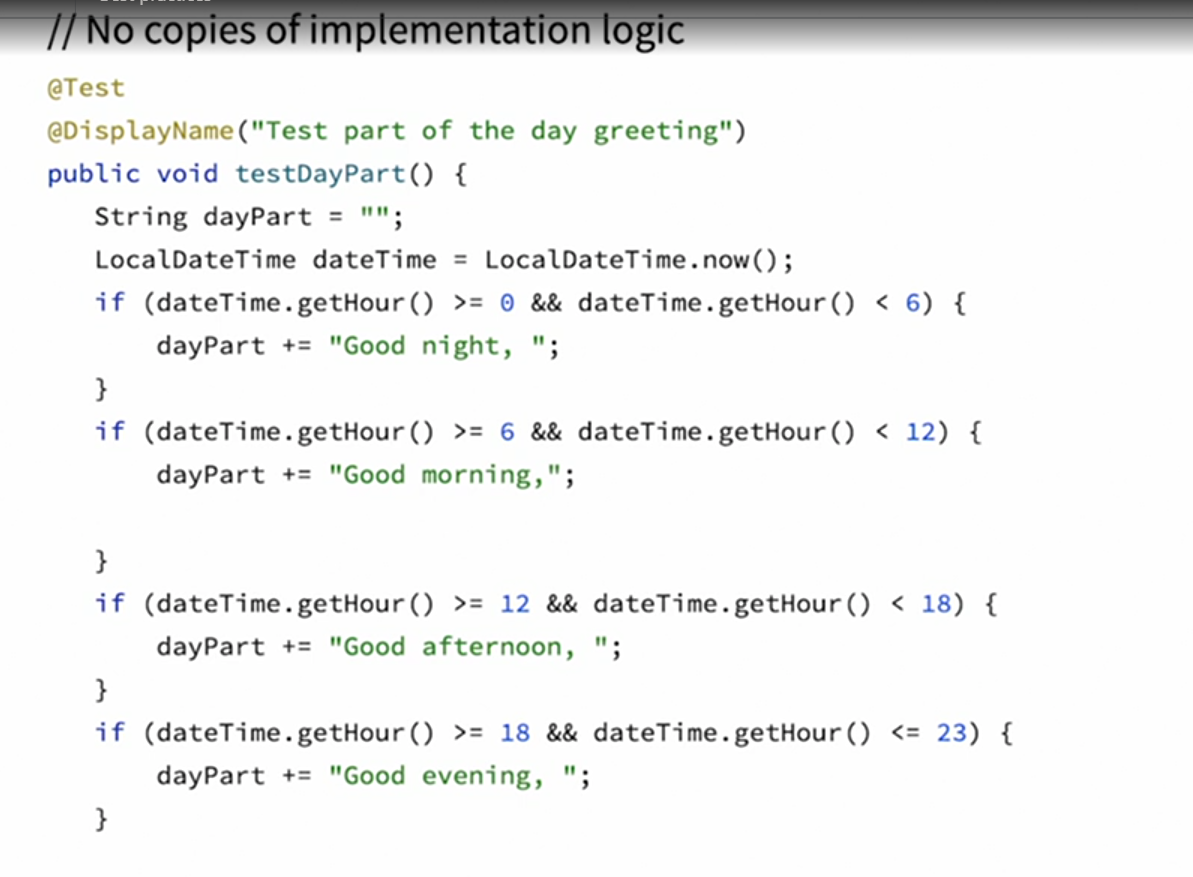 // No copies of implementation logic
@Test
@DisplayName("Test part of the day greeting")
public void testDayPart() {
String dayPart = "";
LocalDateTime dateTime = LocalDateTime.now();
if (dateTime.getHour() >= 0 && dateTime.getHour() < 6) {
dayPart += "Good night, ";
}
if (dateTime.getHour() >= 6 && dateTime.getHour() < 12) {
dayPart += "Good morning,";
}
if (dateTime.getHour() >= 12 && dateTime.getHour() < 18) {
dayPart += "Good afternoon, ";
}
if (dateTime.getHour() >= 18 && dateTime.getHour() <= 23) {
dayPart += "Good evening, ";
}